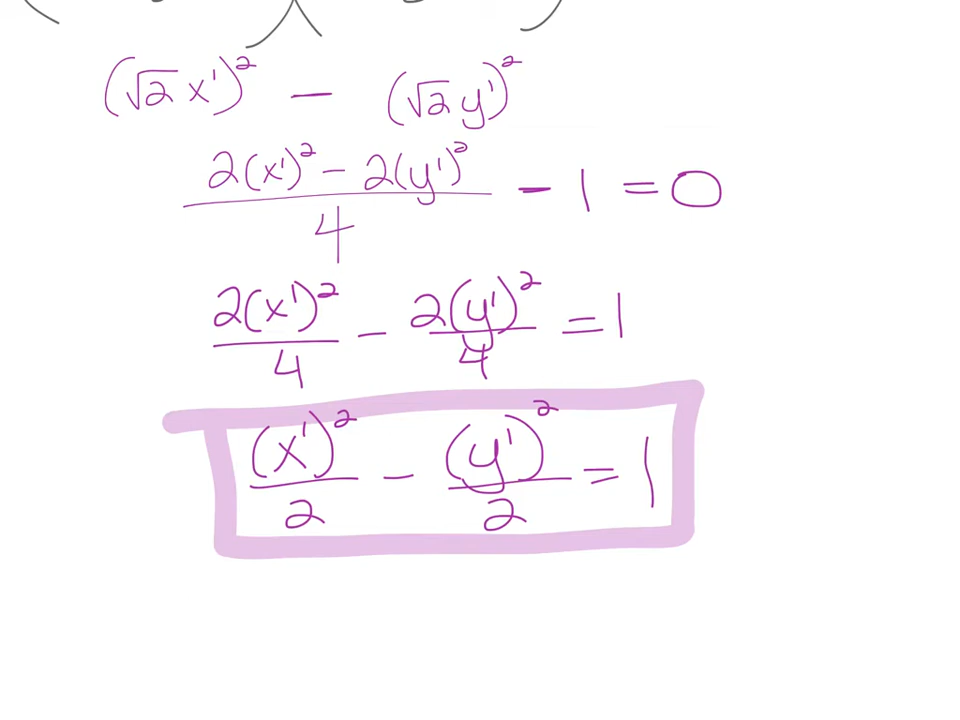 (√2 x')² − (√2 y')²
2(x')² − 2(y')² / 4 − 1 = 0
2(x')² / 4 − 2(y')² / 4 = 1
(x')² / 2 − (y')² / 2 = 1